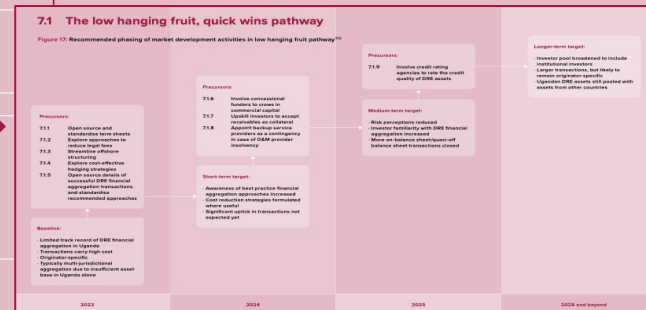 7.1 The low hanging fruit, quick wins pathway
Figure 17: Recommended phasing of market development activities in low hanging fruit pathway
Precursors:
7.1.1 Open source and
standardise term sheets
7.1.2 Explore approaches to
reduce legal fees
7.1.3 Streamline offshore
structuring
7.1.4 Explore cost-effective
hedging strategies
7.1.5 Open source details of
successful DRE financial
aggregation transactions
and standardise
recommended approaches
Baseline:
· Limited track record of DRE financial
aggregation in Uganda
· Transactions carry high cost
· Originator-specific
· Typically multi-jurisdictional
aggregation due to insufficient asset
base in Uganda alone
Precursors:
7.1.6 Involve concessional
funders to crowd in
commercial capital
7.1.7 Upskill investors to accept
receivables as collateral
7.1.8 Appoint backup service
providers as a contingency
in case of O&M provider
insolvency
Short-term target:
· Awareness of best practice financial
aggregation approaches increased
· Cost reduction strategies formulated
where useful
· Significant uptick in transactions not
expected yet
Precursors:
7.1.9 Involve credit rating
agencies to rate the credit
quality of DRE assets
Medium-term target:
· Risk perceptions reduced
· Investor familiarity with DRE financial
aggregation increased
· More on-balance sheet/quasi-off
balance sheet transactions closed
Longer-term target:
· Investor pool broadened to include
institutional investors
· Larger transactions, but likely to
remain originator-specific
· Ugandan DRE assets still pooled with
assets from other countries
2023
2024
2025
2025 and beyond